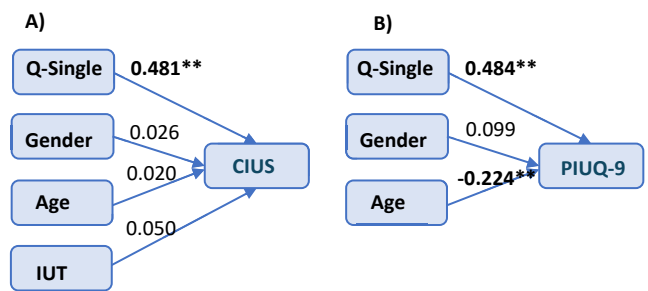 A)
Q-Single
0.481**
Gender
0.026
CIUS
0.020
Age
0.050
IUT
B)
Q-Single
0.484**
Gender
0.099
PIUQ-9
-0.224**
Age